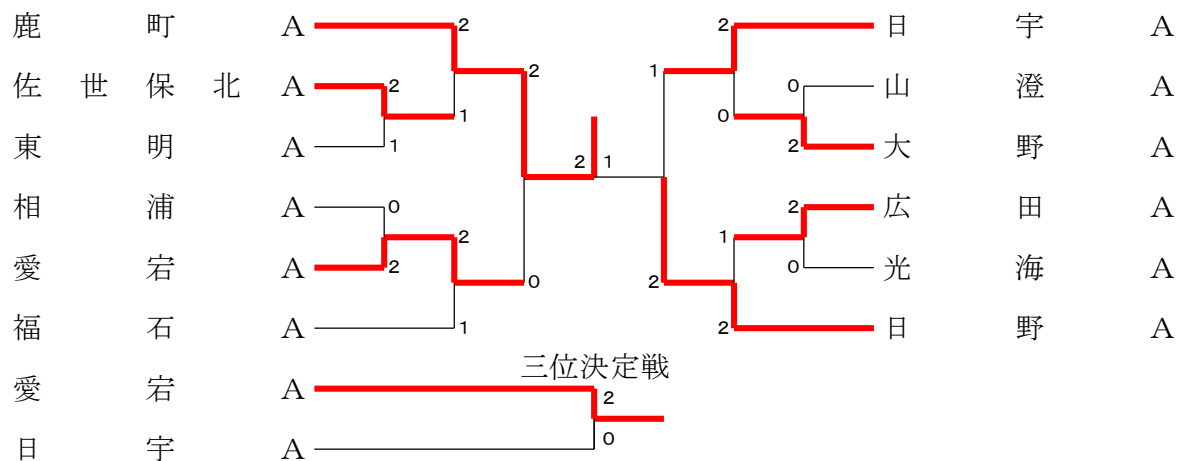 鹿町 A 2 2 日宇 A
2 1
佐世保北 A 2 0 山澄 A
1 0
東明 A 1 2 大野 A
2 1
相浦 A 0 2 広田 A
2 1
愛宕 A 2 0 光海 A
0 2
福石 A 1 2 日野 A
三位決定戦
愛宕 A 2
日宇 A 0